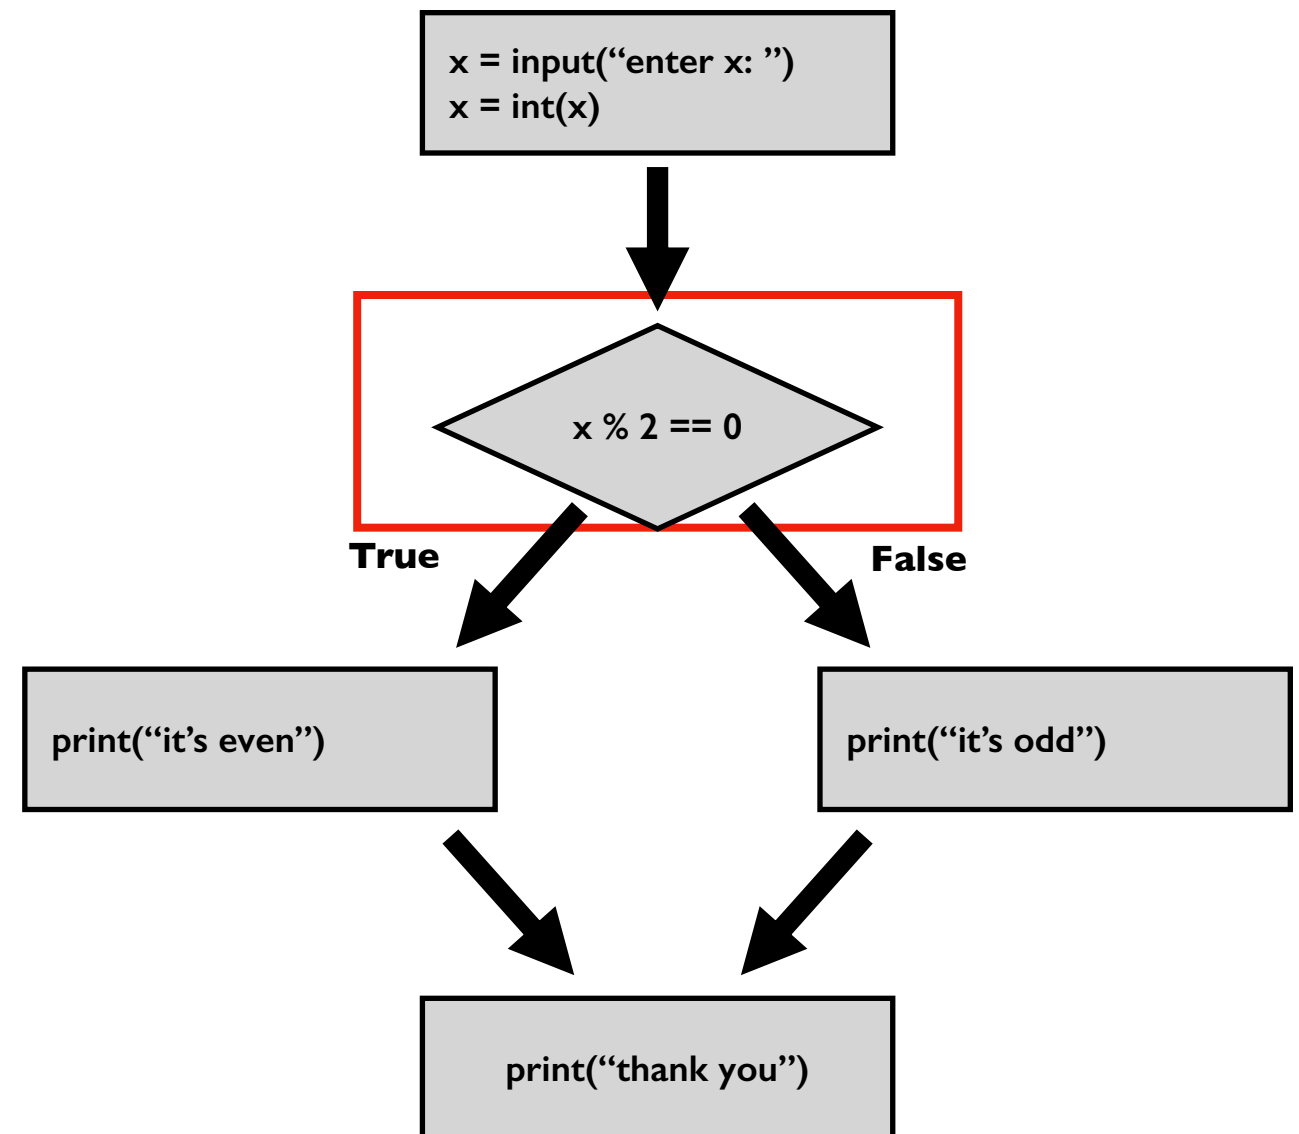 x = input(“enter x: ”)
x = int(x)
x % 2 == 0
True
False
print(“it’s even”)
print(“it’s odd”)
print(“thank you”)